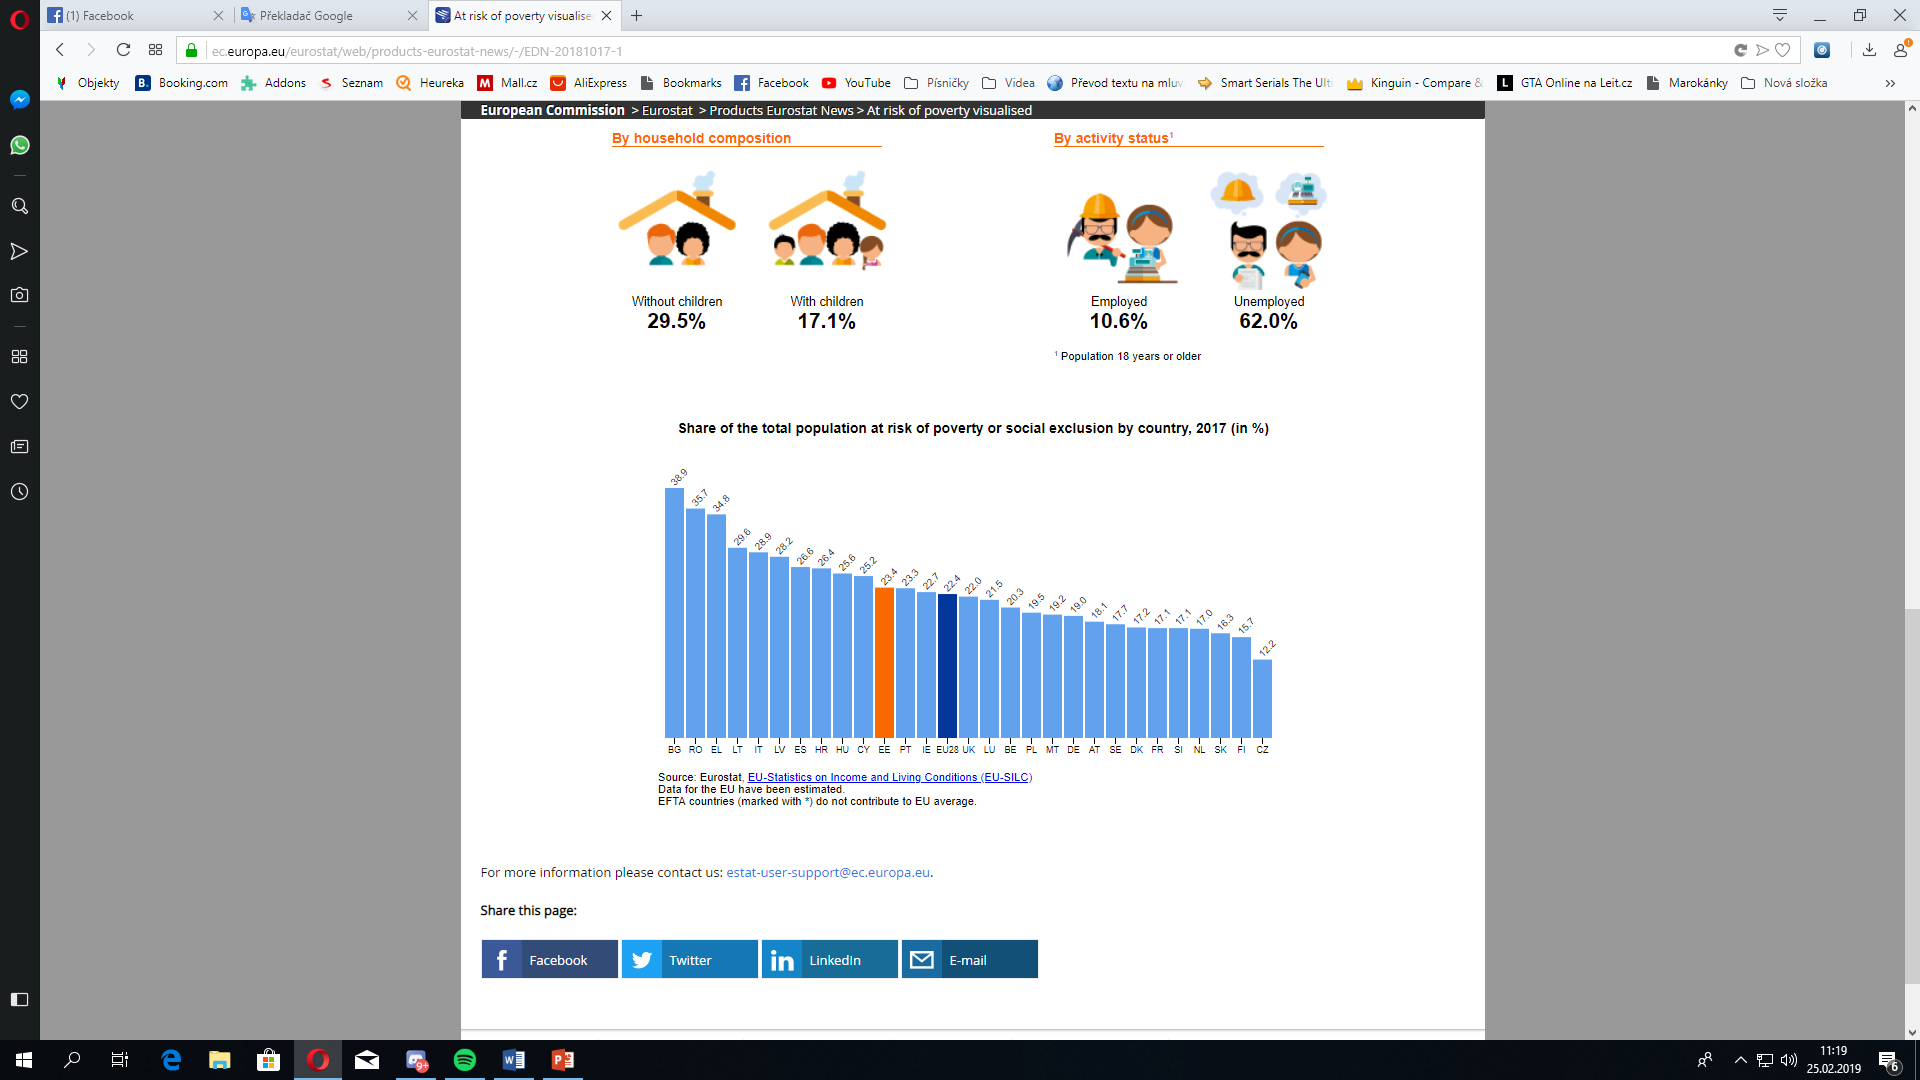 (1) Facebook
Překladač Google
At risk of poverty visualise
ec.europa.eu/eurostat/web/products-eurostat-news/-/EDN-20181017-1
Objekty
Booking.com
Addons
Seznam
Heureka
Mall.cz
AliExpress
Bookmarks
Facebook
YouTube
Písničky
Videa
Převod textu na mluv
Smart Serials The Ulti
Kinguin - Compare &
GTA Online na Leit.cz
Marokánky
Nová složka
European Commission > Eurostat > Products Eurostat News > At risk of poverty visualised
By household composition
By activity status¹
Without children
29.5%
With children
17.1%
Employed
10.6%
Unemployed
62.0%
¹ Population 18 years or older
Share of the total population at risk of poverty or social exclusion by country, 2017 (in %)
38.9 35.7 34.8 29.6 28.9 28.2 26.6 26.4 25.6 25.2 23.4 23.3 22.7 22.4 22.0 21.5 20.3 19.5 19.2 19.0 18.1 17.7 17.2 17.1 17.1 17.0 16.3 15.7 12.2
BG RO EL LT IT LV ES HR HU CY EE PT IE EU28 UK LU BE PL MT DE AT SE DK FR SI NL SK FI CZ
Source: Eurostat, EU-Statistics on Income and Living Conditions (EU-SILC)
Data for the EU have been estimated.
EFTA countries (marked with *) do not contribute to EU average.
For more information please contact us: estat-user-support@ec.europa.eu.
Share this page:
Facebook
Twitter
LinkedIn
E-mail
9+
11:19
25.02.2019
6